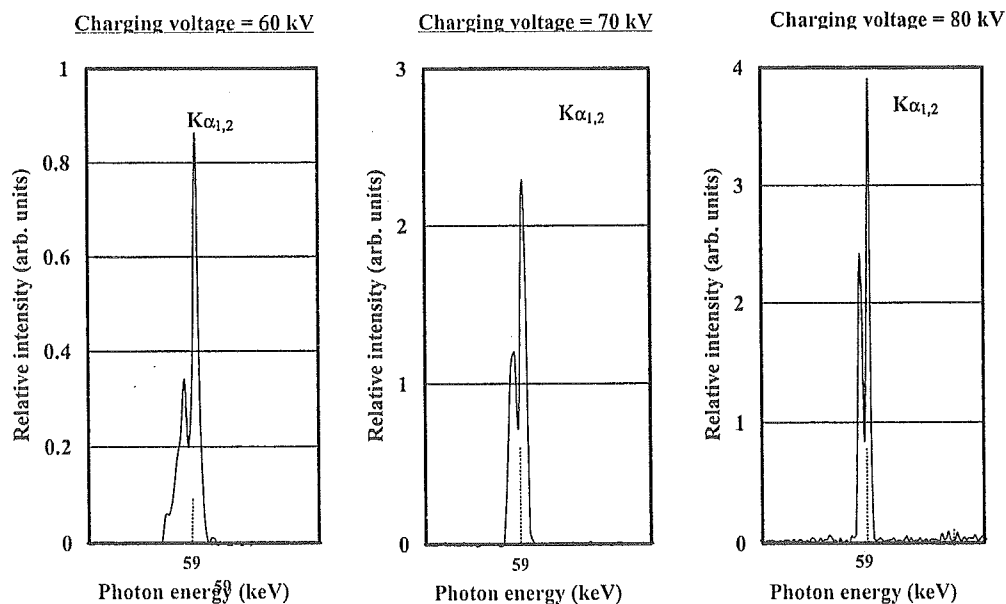 Charging voltage = 60 kV
1
0.8
0.6
0.4
0.2
0
Relative intensity (arb. units)
Kα1,2
59
Photon energy (keV)
59
Charging voltage = 70 kV
3
2
1
0
Relative intensity (arb. units)
Kα1,2
59
Photon energy (keV)
Charging voltage = 80 kV
4
3
2
1
0
Relative intensity (arb. units)
Kα1,2
59
Photon energy (keV)